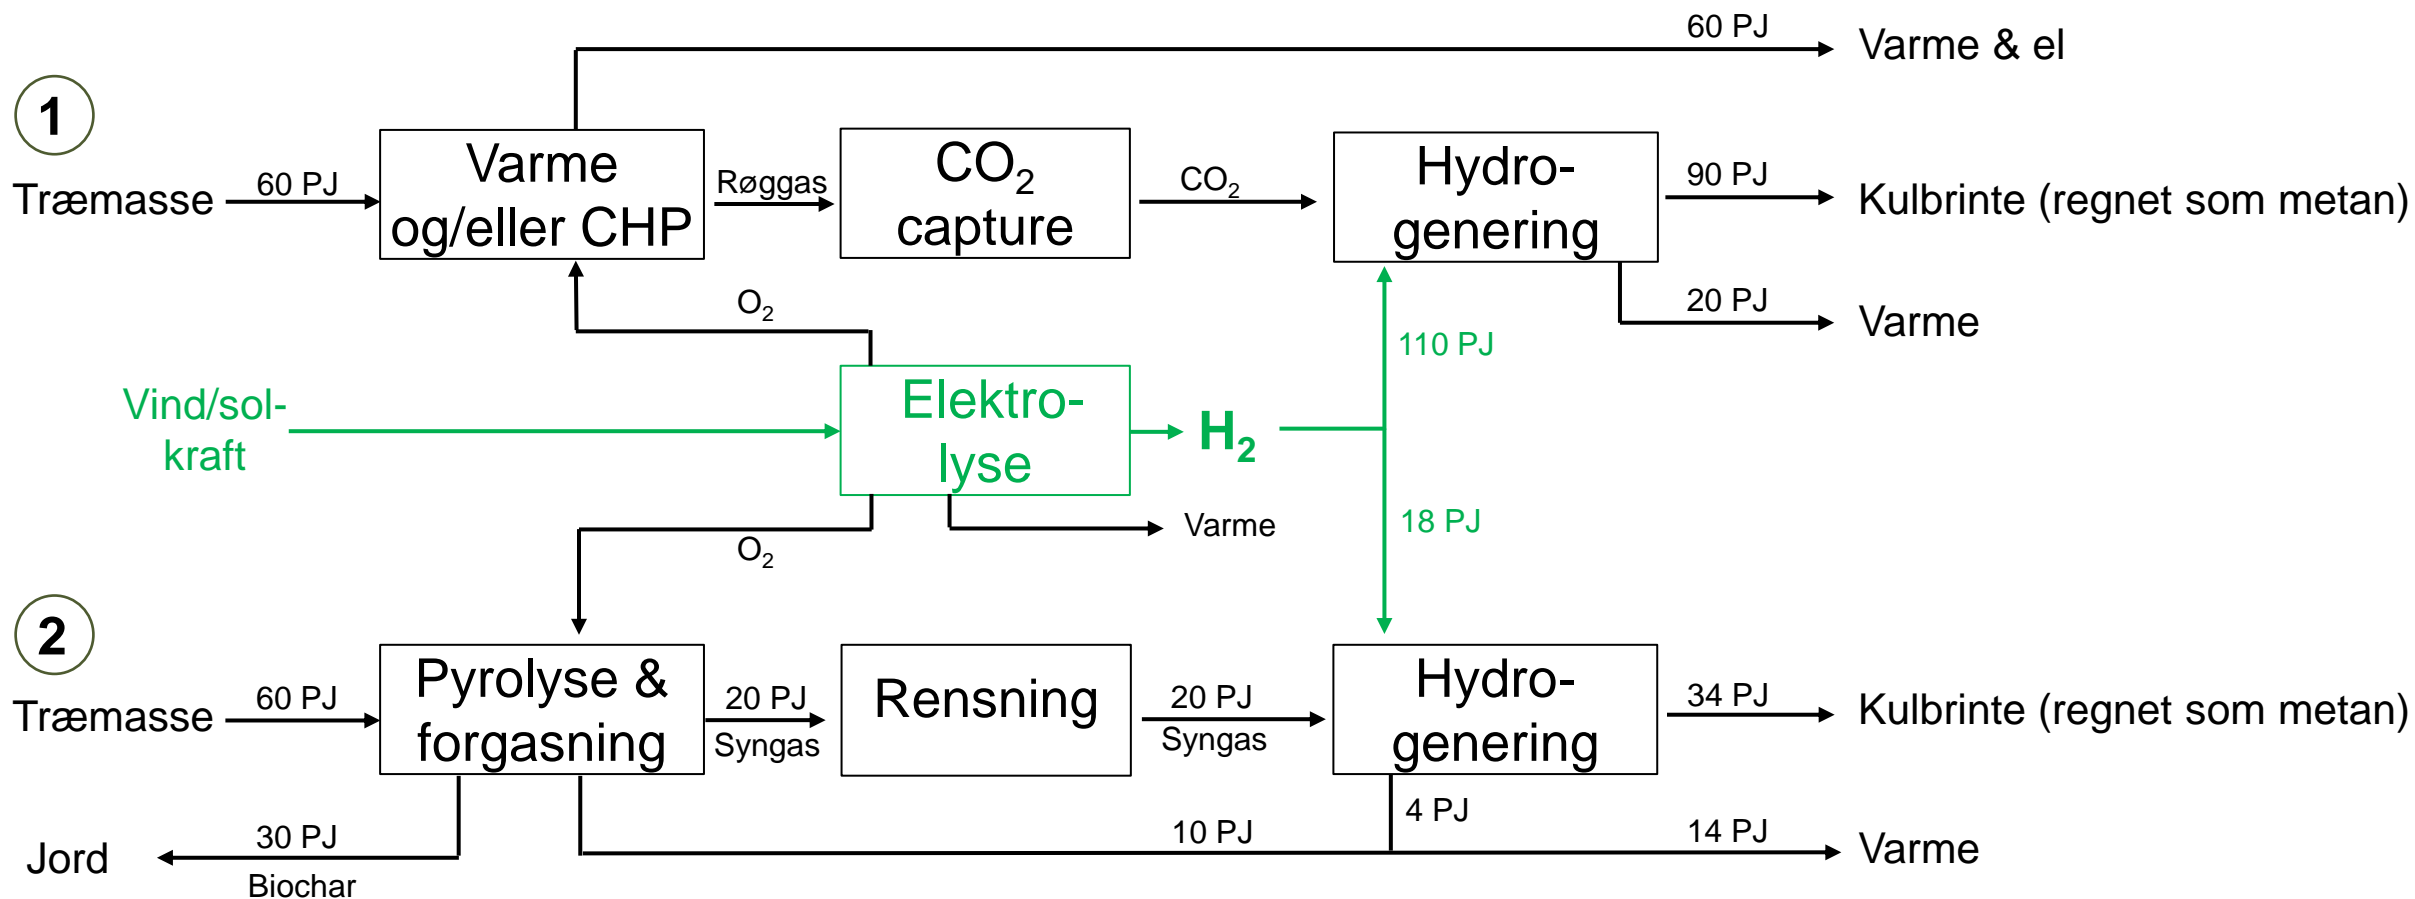 60 PJ
Varme & el
1
Træmasse
60 PJ
Varme
og/eller CHP
Røggas
CO₂
capture
CO₂
Hydro-
genering
90 PJ
Kulbrinte (regnet som metan)
20 PJ
Varme
O₂
110 PJ
Vind/sol-
kraft
Elektro-
lyse
H₂
Varme
18 PJ
O₂
2
Træmasse
60 PJ
Pyrolyse &
forgasning
20 PJ
Syngas
Rensning
20 PJ
Syngas
Hydro-
genering
34 PJ
Kulbrinte (regnet som metan)
4 PJ
Jord
30 PJ
Biochar
10 PJ
14 PJ
Varme